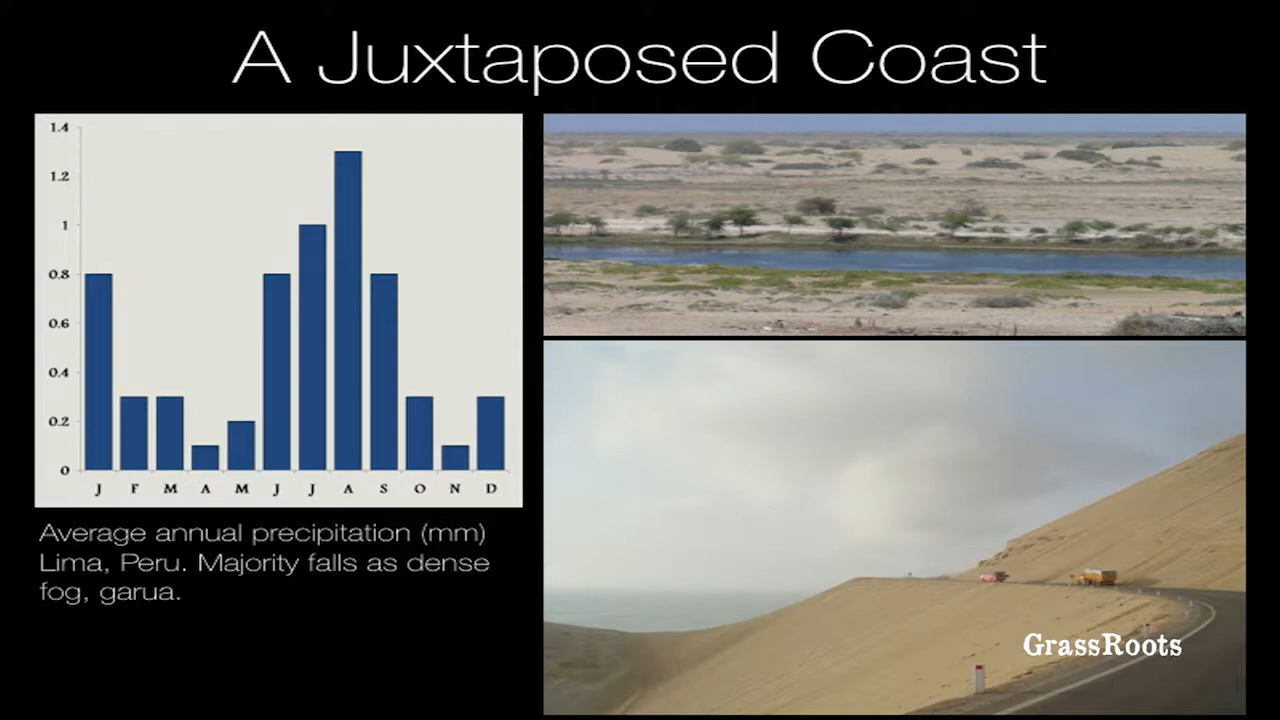 A Juxtaposed Coast
1.4
1.2
1
0.8
0.6
0.4
0.2
0
J F M A M J J A S O N D
Average annual precipitation (mm)
Lima, Peru. Majority falls as dense
fog, garua.
GrassRoots